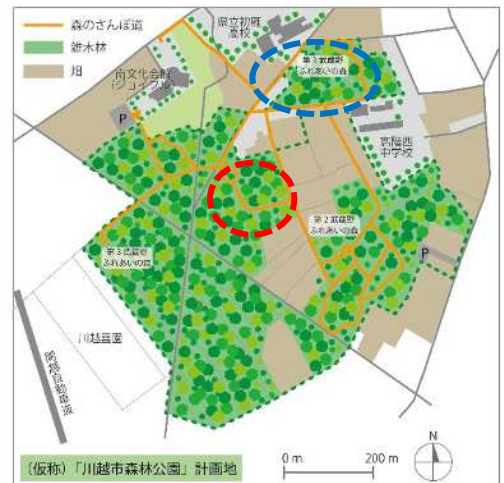 森のさんぽ道
雑木林
畑
県立初雁
高校
南文化会館
(ジョイフル)
P
第1武蔵野
ふれあいの森
高階西
中学校
第2武蔵野
ふれあいの森
P
第3武蔵野
ふれあいの森
川越霊園
関越自動車道
(仮称)「川越市森林公園」計画地
0 m
200 m
N